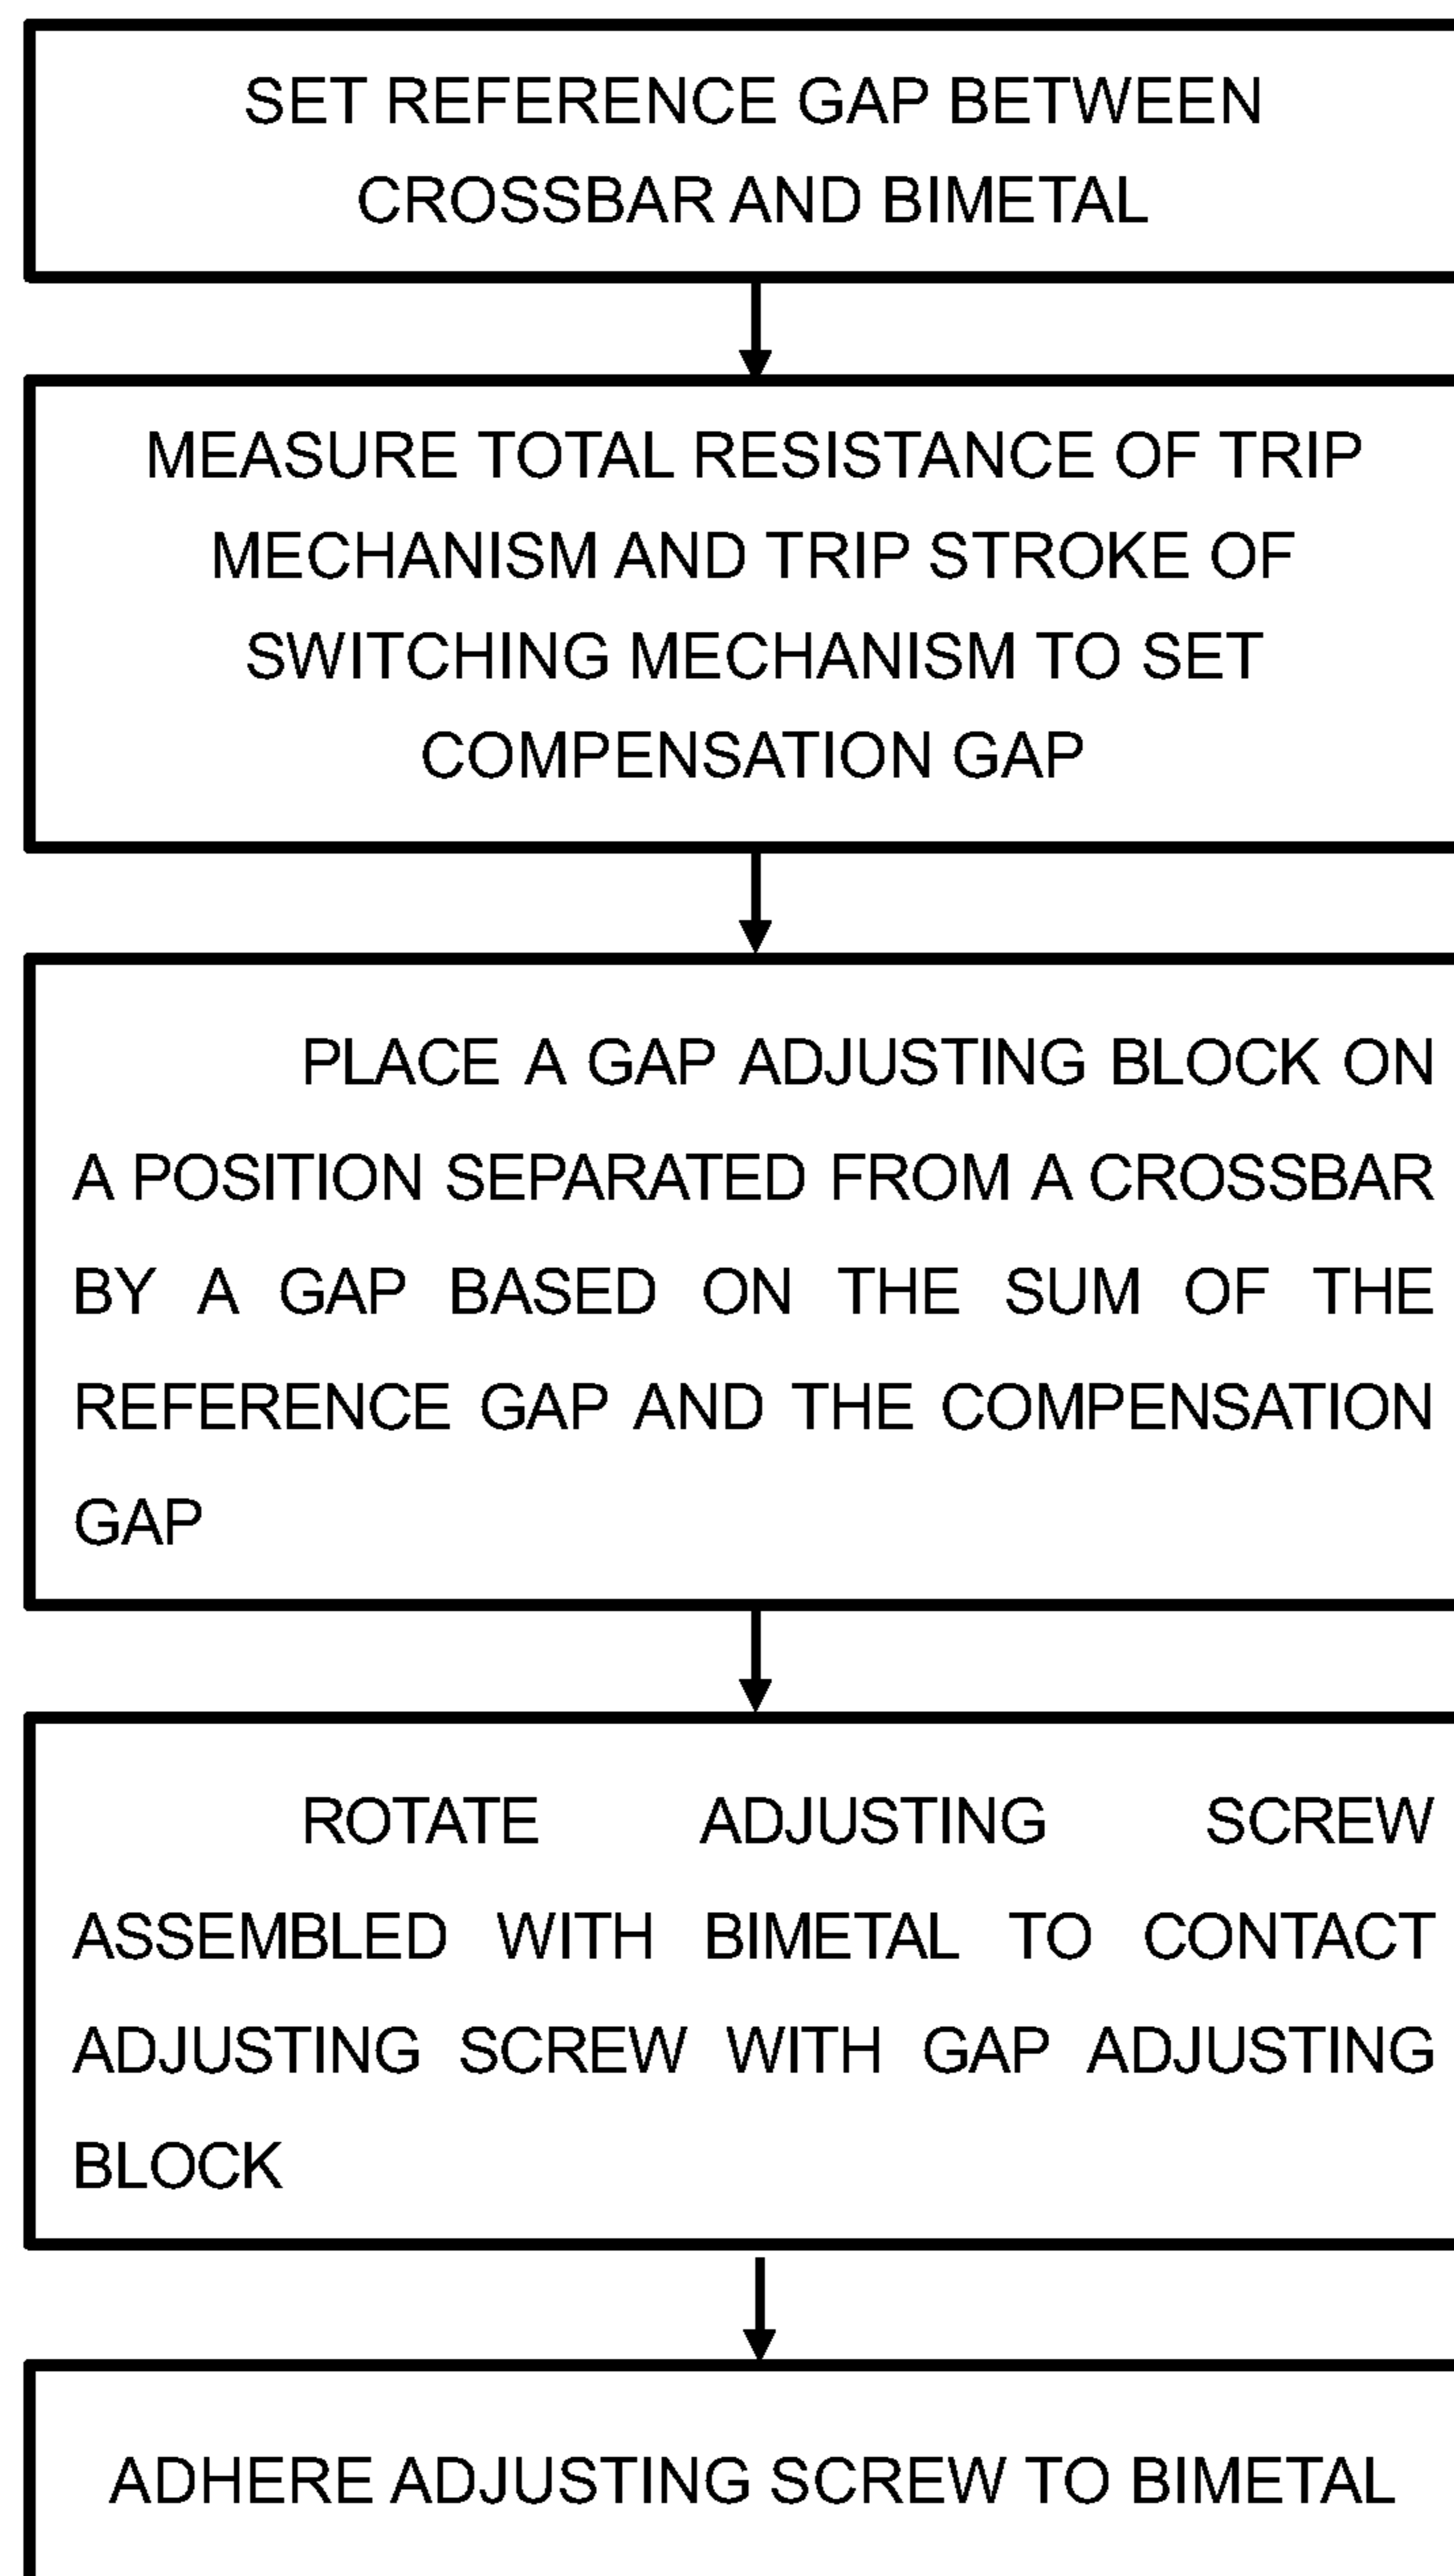 SET REFERENCE GAP BETWEEN
CROSSBAR AND BIMETAL
MEASURE TOTAL RESISTANCE OF TRIP
MECHANISM AND TRIP STROKE OF
SWITCHING MECHANISM TO SET
COMPENSATION GAP
PLACE A GAP ADJUSTING BLOCK ON
A POSITION SEPARATED FROM A CROSSBAR
BY A GAP BASED ON THE SUM OF THE
REFERENCE GAP AND THE COMPENSATION
GAP
ROTATE ADJUSTING SCREW
ASSEMBLED WITH BIMETAL TO CONTACT
ADJUSTING SCREW WITH GAP ADJUSTING
BLOCK
ADHERE ADJUSTING SCREW TO BIMETAL